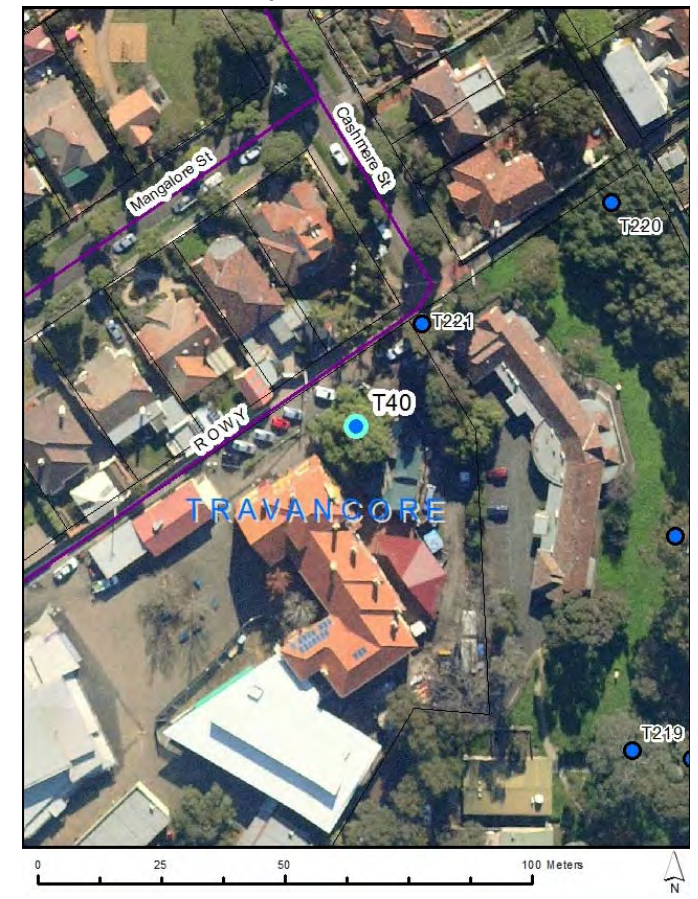 Cashmere St
Mangalore St
T220
T221
T40
ROWY
TRAVANCORE
T219
0 25 50 100 Meters
N